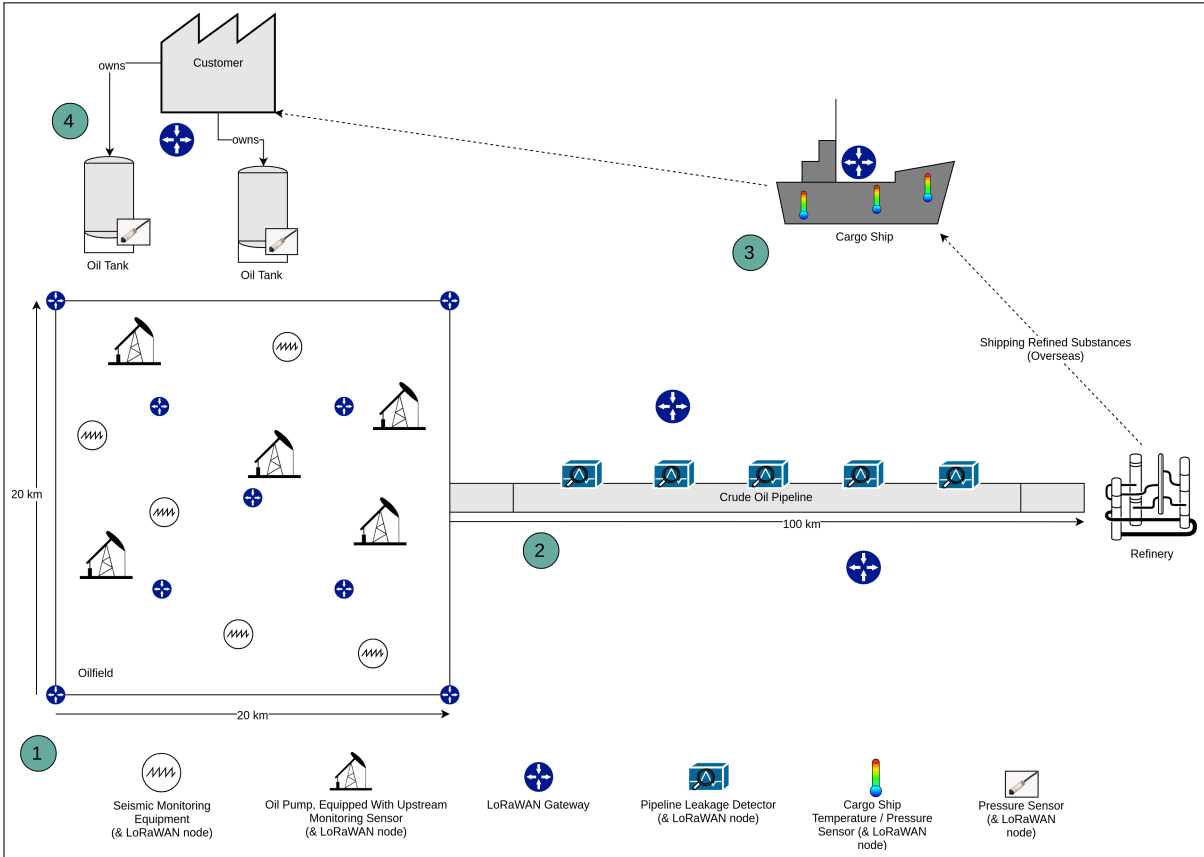 Customer
owns
owns
4
Oil Tank
Oil Tank
Cargo Ship
3
Shipping Refined Substances
(Overseas)
20 km
Crude Oil Pipeline
100 km
2
Refinery
Oilfield
20 km
1
Seismic Monitoring
Equipment
(& LoRaWAN node)
Oil Pump, Equipped With Upstream
Monitoring Sensor
(& LoRaWAN node)
LoRaWAN Gateway
Pipeline Leakage Detector
(& LoRaWAN node)
Cargo Ship
Temperature / Pressure
Sensor (& LoRaWAN
node)
Pressure Sensor
(& LoRaWAN
node)